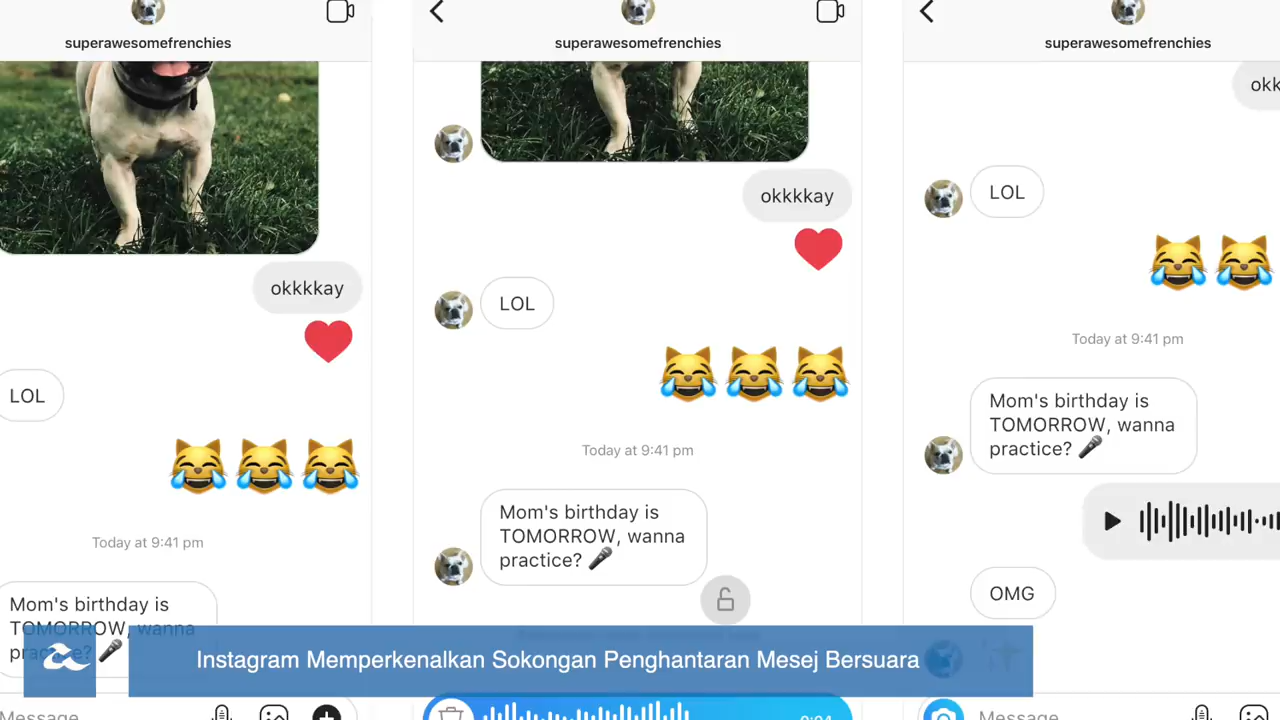 superawesomefrenchies
okkkkay
LOL
Today at 9:41 pm
Mom's birthday is
TOMORROW, wanna
practice?
Message
superawesomefrenchies
okkkkay
LOL
Today at 9:41 pm
Mom's birthday is
TOMORROW, wanna
practice?
superawesomefrenchies
okk
LOL
Today at 9:41 pm
Mom's birthday is
TOMORROW, wanna
practice?
OMG
Message
Instagram Memperkenalkan Sokongan Penghantaran Mesej Bersuara